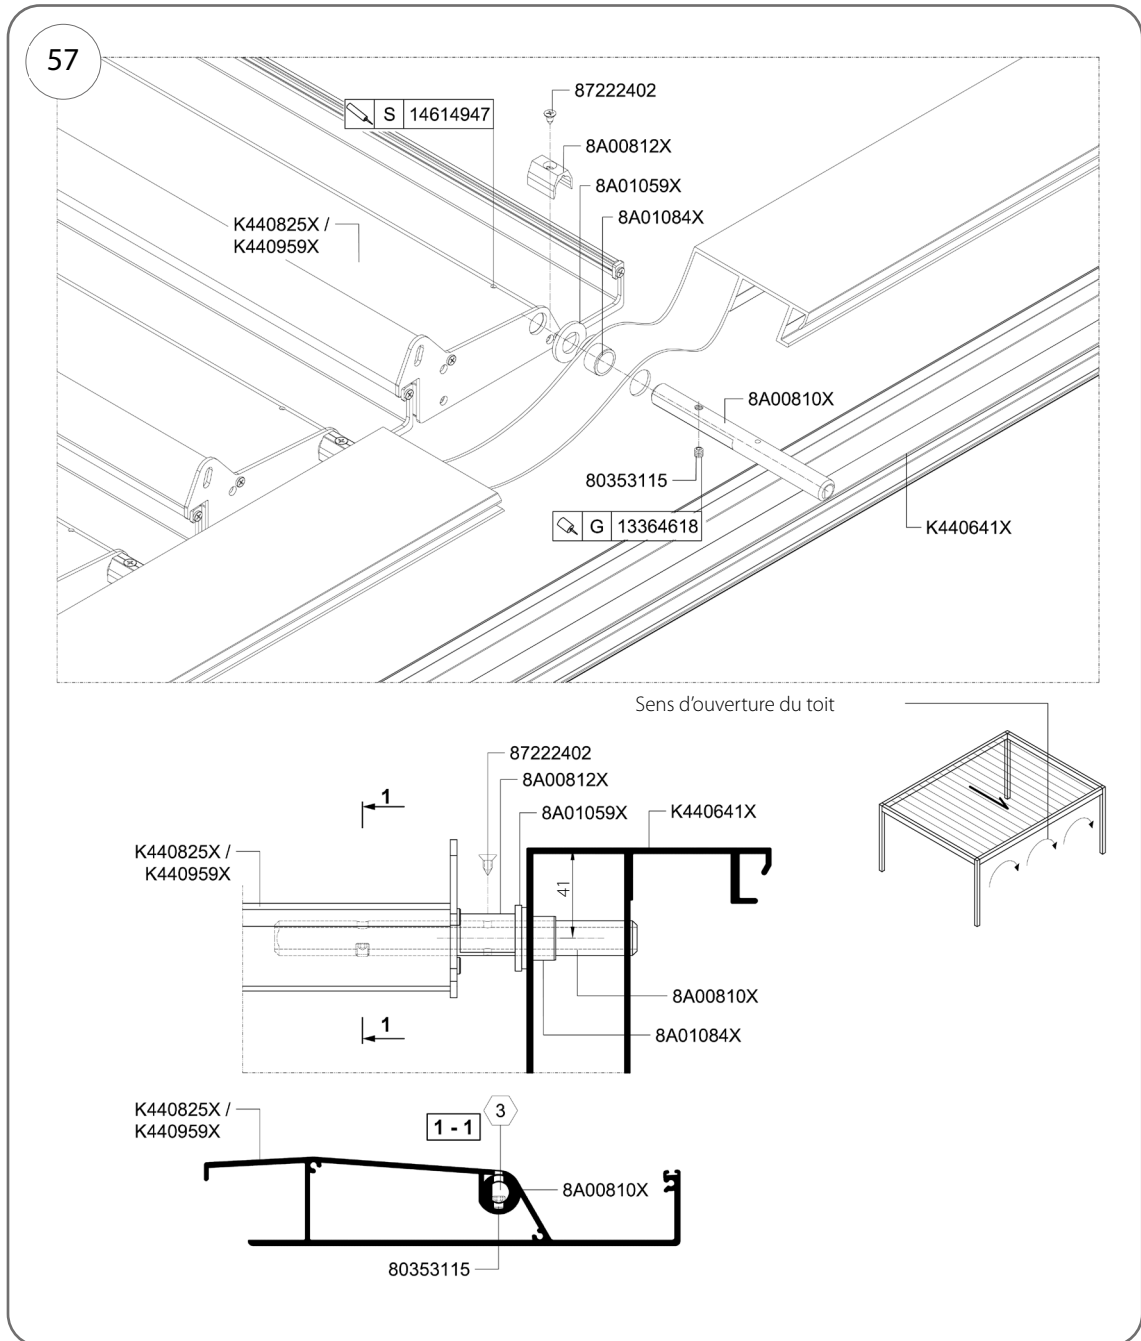 57
87222402
S 14614947
8A00812X
8A01059X
8A01084X
K440825X /
K440959X
8A00810X
80353115
G 13364618
K440641X
Sens d'ouverture du toit
87222402
8A00812X
1
8A01059X
K440641X
K440825X /
K440959X
41
8A00810X
1
8A01084X
K440825X /
K440959X
1 - 1
3
8A00810X
80353115